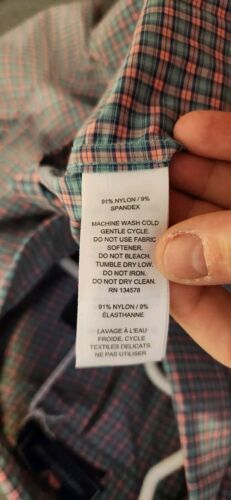 91% NYLON / 9%
SPANDEX
MACHINE WASH COLD
GENTLE CYCLE.
DO NOT USE FABRIC
SOFTENER.
DO NOT BLEACH.
TUMBLE DRY LOW.
DO NOT IRON.
DO NOT DRY CLEAN.
RN 134578
91% NYLON / 9%
ÉLASTHANNE
LAVAGE À L'EAU
FROIDE, CYCLE
TEXTILES DÉLICATS.
NE PAS UTILISER